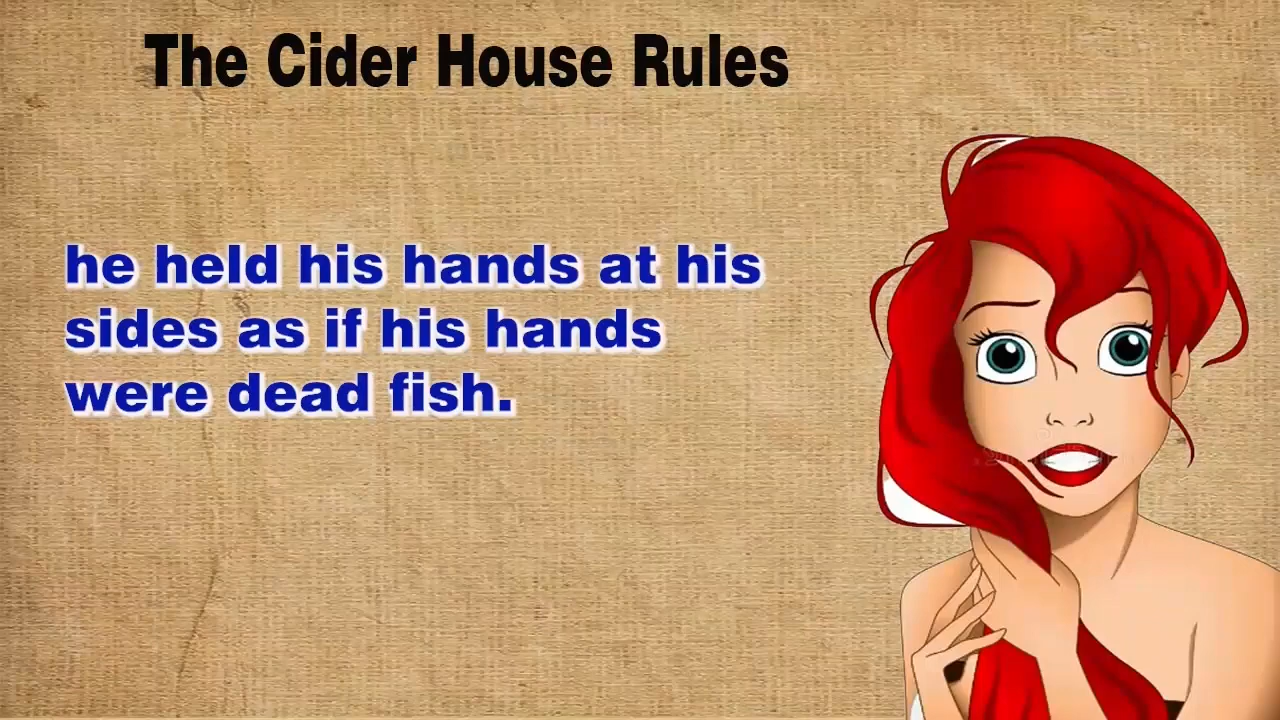 The Cider House Rules
he held his hands at his
sides as if his hands
were dead fish.